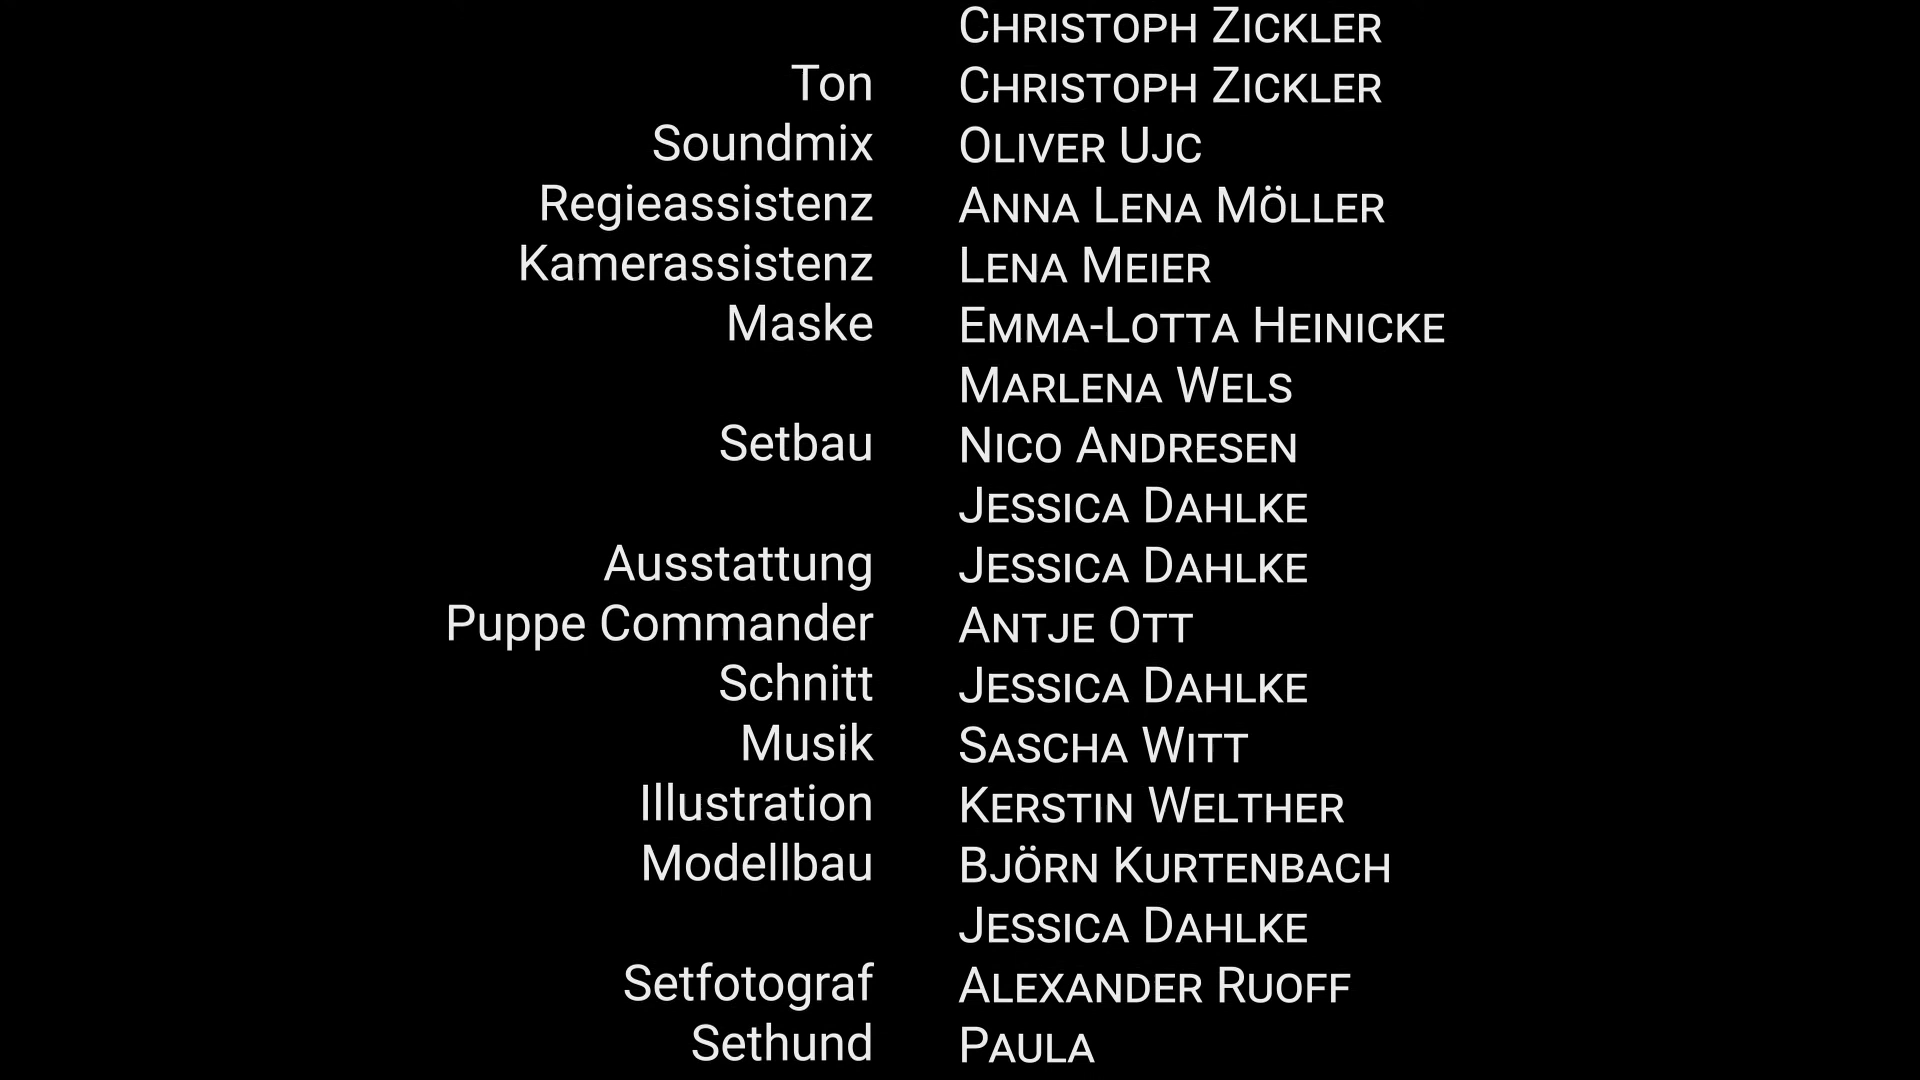 Christoph Zickler
Ton Christoph Zickler
Soundmix Oliver Ujc
Regieassistenz Anna Lena Möller
Kamerassistenz Lena Meier
Maske Emma-Lotta Heinicke
Marlena Wels
Setbau Nico Andresen
Jessica Dahlke
Ausstattung Jessica Dahlke
Puppe Commander Antje Ott
Schnitt Jessica Dahlke
Musik Sascha Witt
Illustration Kerstin Welther
Modellbau Björn Kurtenbach
Jessica Dahlke
Setfotograf Alexander Ruoff
Sethund Paula